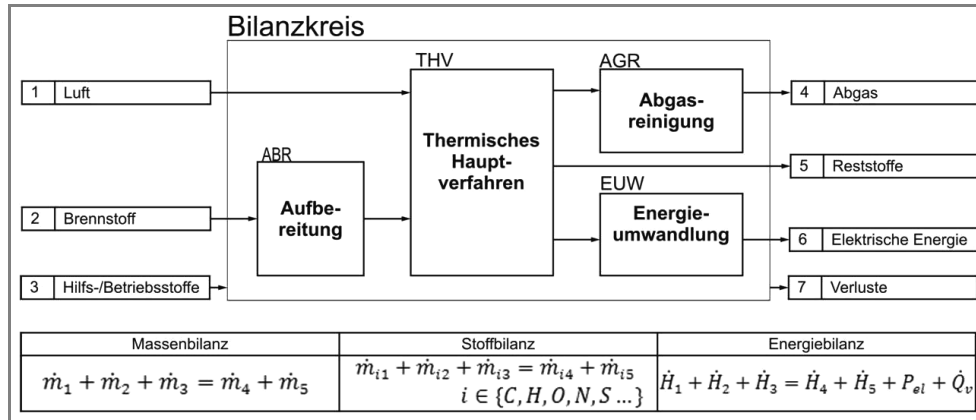 Bilanzkreis
THV
AGR
1 Luft
Abgas-
reinigung
4 Abgas
Thermisches
Haupt-
verfahren
ABR
5 Reststoffe
EUW
2 Brennstoff
Aufbe-
reitung
Energie-
umwandlung
6 Elektrische Energie
3 Hilfs-/Betriebsstoffe
7 Verluste
Massenbilanz Stoffbilanz Energiebilanz
ṁ₁ + ṁ₂ + ṁ₃ = ṁ₄ + ṁ₅
ṁᵢ₁ + ṁᵢ₂ + ṁᵢ₃ = ṁᵢ₄ + ṁᵢ₅
i ∈ {C, H, O, N, S ...}
Ḣ₁ + Ḣ₂ + Ḣ₃ = Ḣ₄ + Ḣ₅ + Pₑₗ + Q̇ᵥ